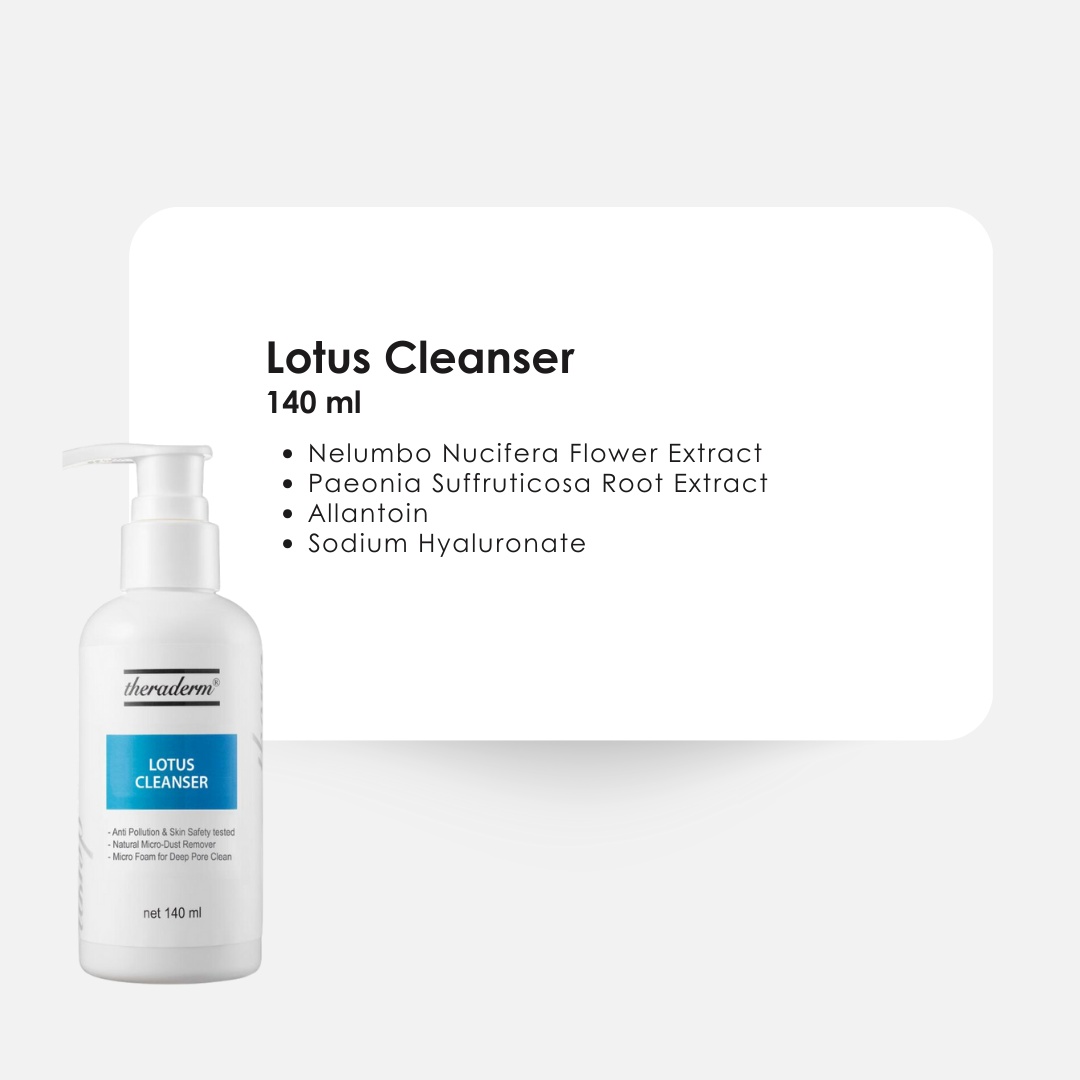 Lotus Cleanser
140 ml
• Nelumbo Nucifera Flower Extract
• Paeonia Suffruticosa Root Extract
• Allantoin
• Sodium Hyaluronate
theraderm®
LOTUS
CLEANSER
- Anti Pollution & Skin Safety tested
- Natural Micro-Dust Remover
- Micro Foam for Deep Pore Clean
net 140 ml